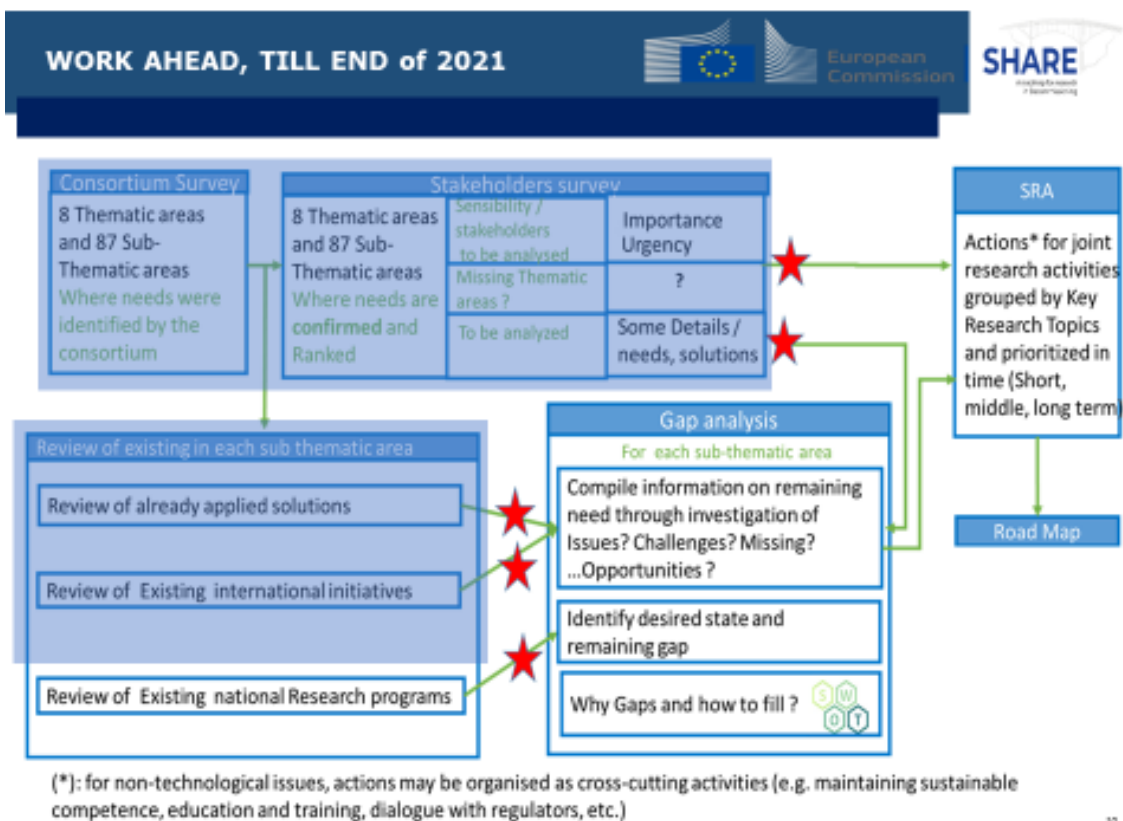 WORK AHEAD, TILL END of 2021
European
Commission
SHARE
Consortium Survey
8 Thematic areas
and 87 Sub-
Thematic areas
Where needs were
identified by the
consortium
Stakeholders survey
8 Thematic areas
and 87 Sub-
Thematic areas
Where needs are
confirmed and
Ranked
Sensibility /
stakeholders
to be analysed
Importance
Urgency
Missing Thematic
areas ?
?
To be analyzed
Some Details /
needs, solutions
SRA
Actions* for joint
research activities
grouped by Key
Research Topics
and prioritized in
time (Short,
middle, long term)
Road Map
Review of existing in each sub thematic area
Review of already applied solutions
Review of Existing international initiatives
Review of Existing national Research programs
Gap analysis
For each sub-thematic area
Compile information on remaining
need through investigation of
Issues? Challenges? Missing?
...Opportunities ?
Identify desired state and
remaining gap
Why Gaps and how to fill ?
S W
O T
(*): for non-technological issues, actions may be organised as cross-cutting activities (e.g. maintaining sustainable
competence, education and training, dialogue with regulators, etc.)